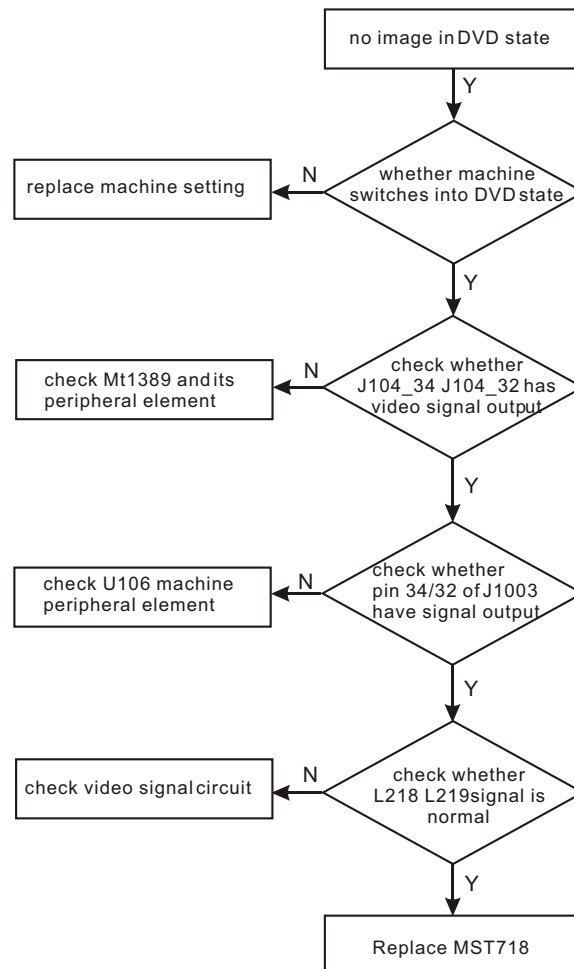 no image in DVD state
Y
whether machine
switches into DVD state
N
replace machine setting
Y
check whether
J104_34 J104_32 has
video signal output
N
check Mt1389 and its
peripheral element
Y
check whether
pin 34/32 of J1003
have signal output
N
check U106 machine
peripheral element
Y
check whether
L218 L219 signal is
normal
N
check video signal circuit
Y
Replace MST718